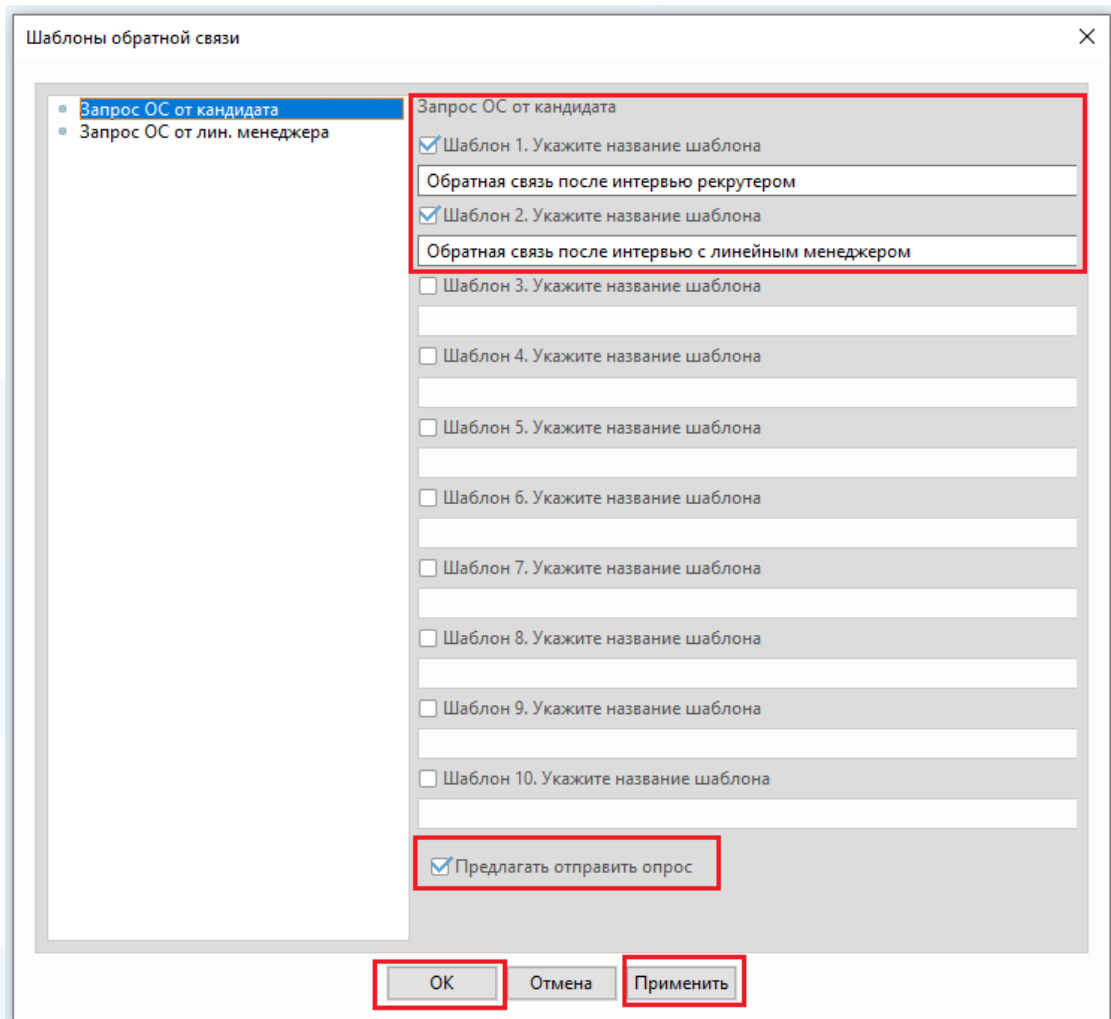 Шаблоны обратной связи
Запрос ОС от кандидата
Запрос ОС от лин. менеджера
Запрос ОС от кандидата
Шаблон 1. Укажите название шаблона
Обратная связь после интервью рекрутером
Шаблон 2. Укажите название шаблона
Обратная связь после интервью с линейным менеджером
Шаблон 3. Укажите название шаблона
Шаблон 4. Укажите название шаблона
Шаблон 5. Укажите название шаблона
Шаблон 6. Укажите название шаблона
Шаблон 7. Укажите название шаблона
Шаблон 8. Укажите название шаблона
Шаблон 9. Укажите название шаблона
Шаблон 10. Укажите название шаблона
Предлагать отправить опрос
ОК Отмена Применить